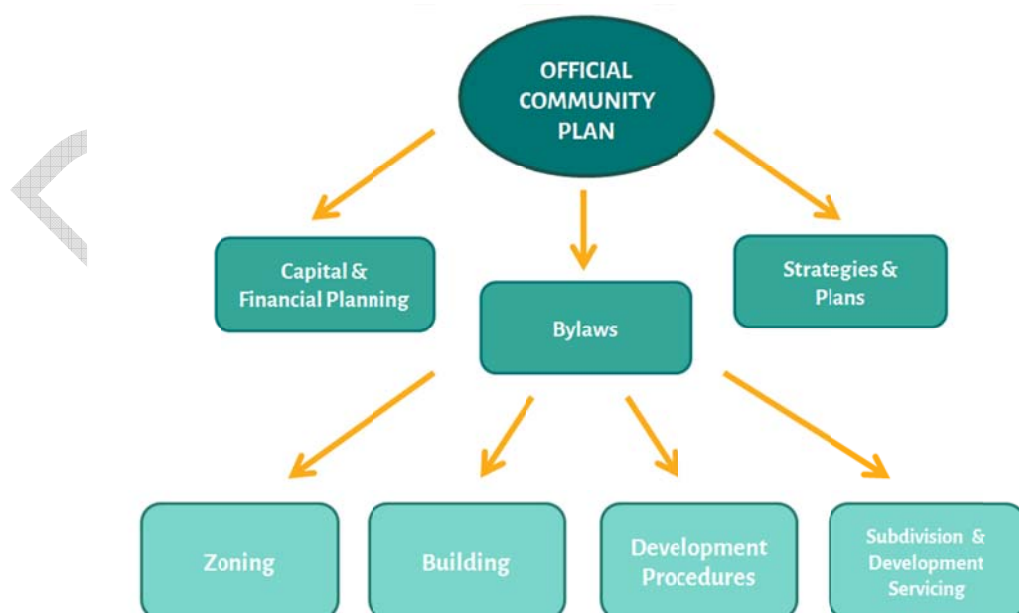 OFFICIAL
COMMUNITY
PLAN
Capital &
Financial Planning
Strategies &
Plans
Bylaws
Zoning
Building
Development
Procedures
Subdivision &
Development
Servicing